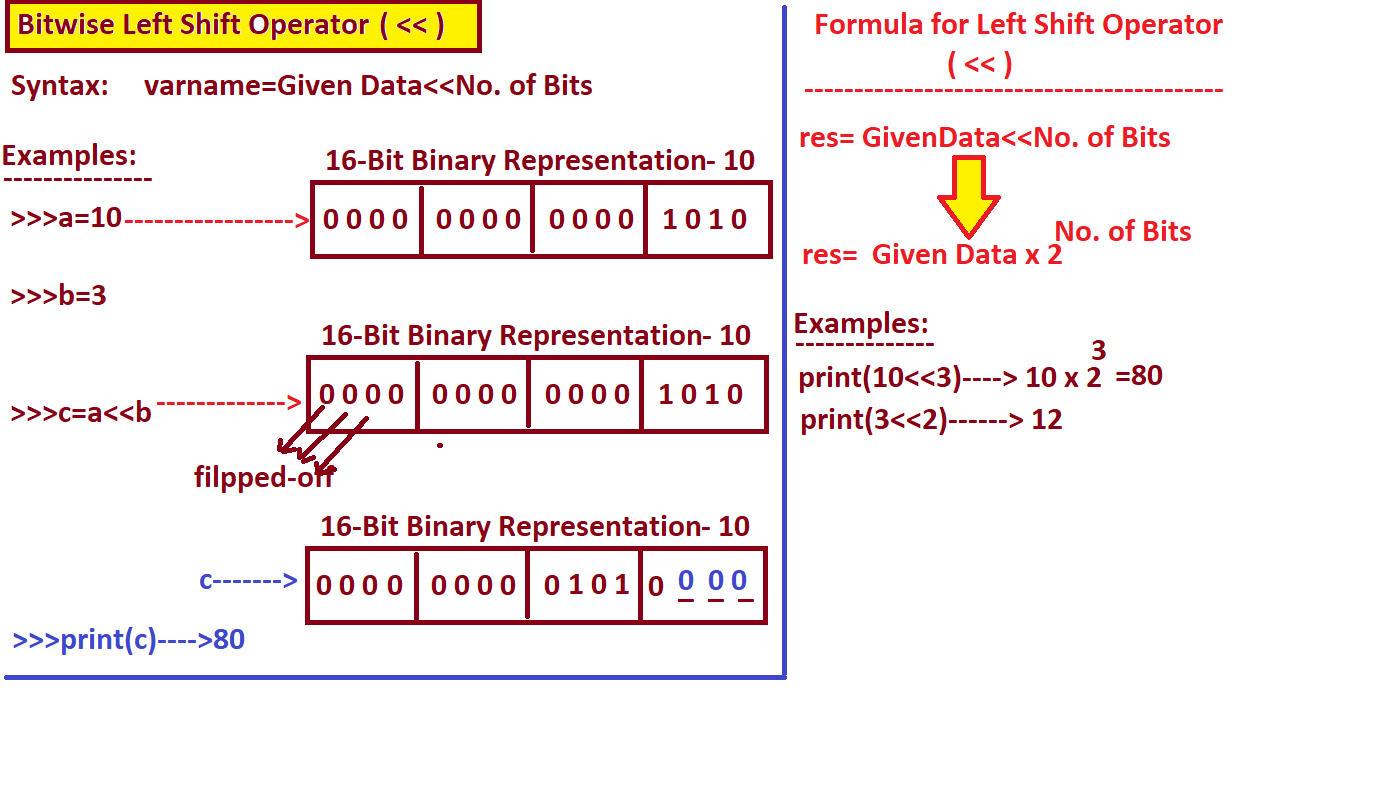 Bitwise Left Shift Operator ( << )
Syntax: varname=Given Data<<No. of Bits
Examples:
---------------
16-Bit Binary Representation- 10
>>>a=10----------------->
0 0 0 0 0 0 0 0 0 0 0 0 1 0 1 0
>>>b=3
16-Bit Binary Representation- 10
>>>c=a<<b ------------->
0 0 0 0 0 0 0 0 0 0 0 0 1 0 1 0
filpped-off
16-Bit Binary Representation- 10
c------->
0 0 0 0 0 0 0 0 0 1 0 1 0 0 0 0
>>>print(c)---->80
Formula for Left Shift Operator
( << )
------------------------------------------
res= GivenData<<No. of Bits
No. of Bits
res= Given Data x 2
Examples:
--------------
3
print(10<<3)----> 10 x 2 =80
print(3<<2)------> 12